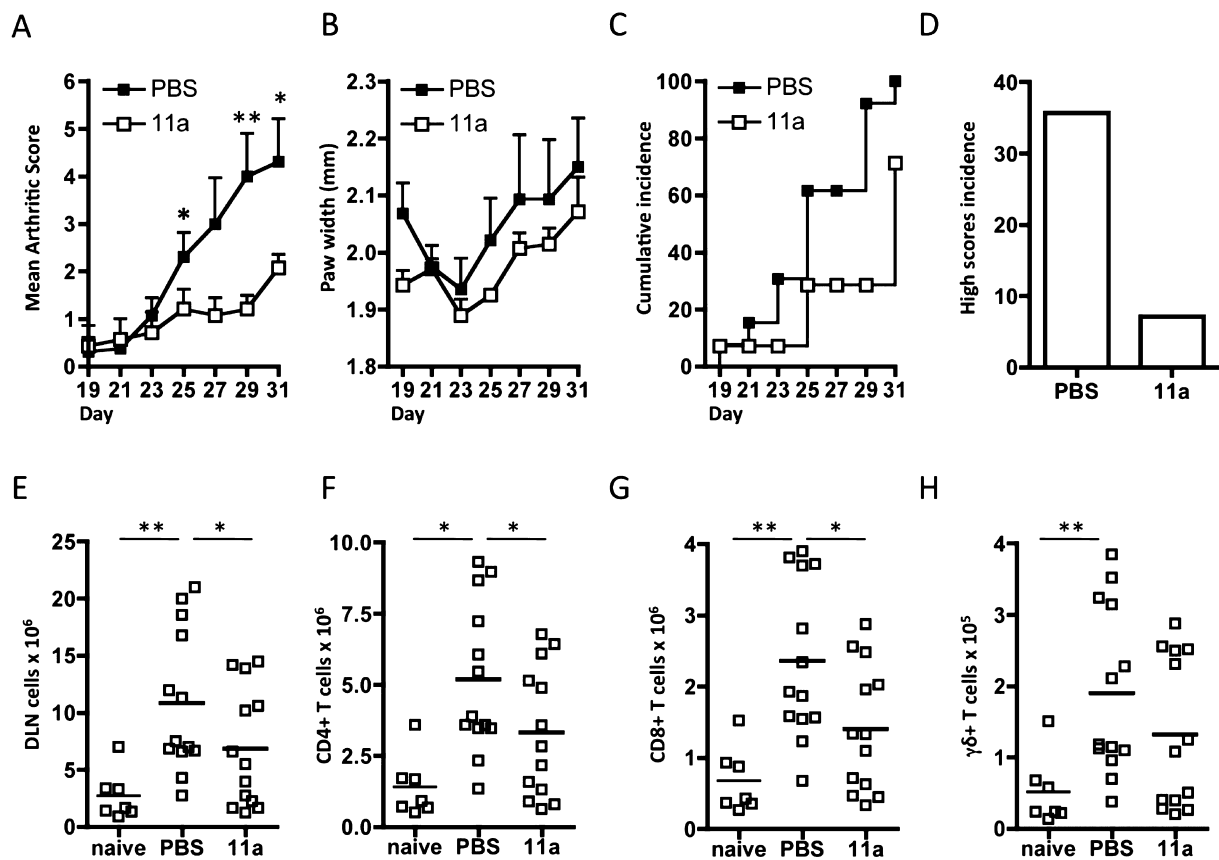 A
B
C
D
PBS
11a
Mean Arthritic Score
6
5
4
3
2
1
0
*
**
*
19 21 23 25 27 29 31
Day
PBS
11a
Paw width (mm)
2.3
2.2
2.1
2.0
1.9
1.8
19 21 23 25 27 29 31
Day
PBS
11a
Cumulative incidence
100
80
60
40
20
0
19 21 23 25 27 29 31
Day
High scores incidence
40
30
20
10
0
PBS 11a
E
F
G
H
** *
DLN cells x 10⁶
25
20
15
10
5
0
naive PBS 11a
* *
CD4+ T cells x 10⁶
10.0
7.5
5.0
2.5
0.0
naive PBS 11a
** *
CD8+ T cells x 10⁶
4
3
2
1
0
naive PBS 11a
**
γδ+ T cells x 10⁵
4
3
2
1
0
naive PBS 11a